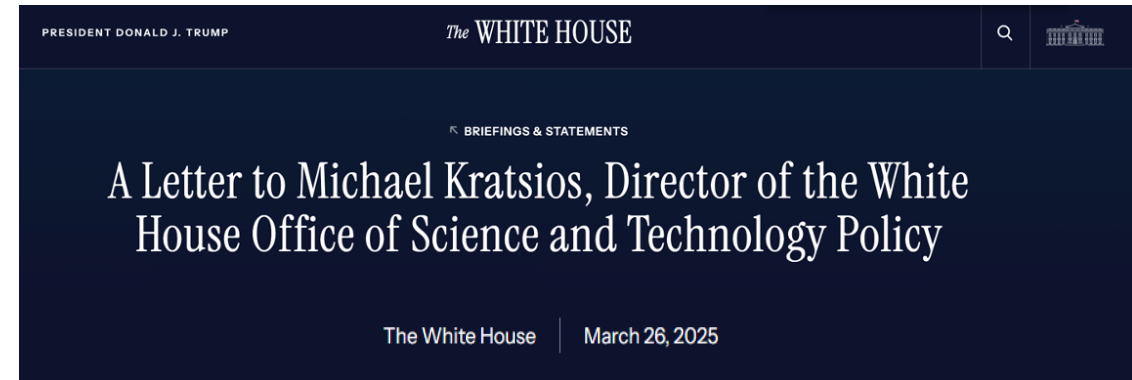 PRESIDENT DONALD J. TRUMP
The WHITE HOUSE
BRIEFINGS & STATEMENTS
A Letter to Michael Kratsios, Director of the White
House Office of Science and Technology Policy
The White House
March 26, 2025